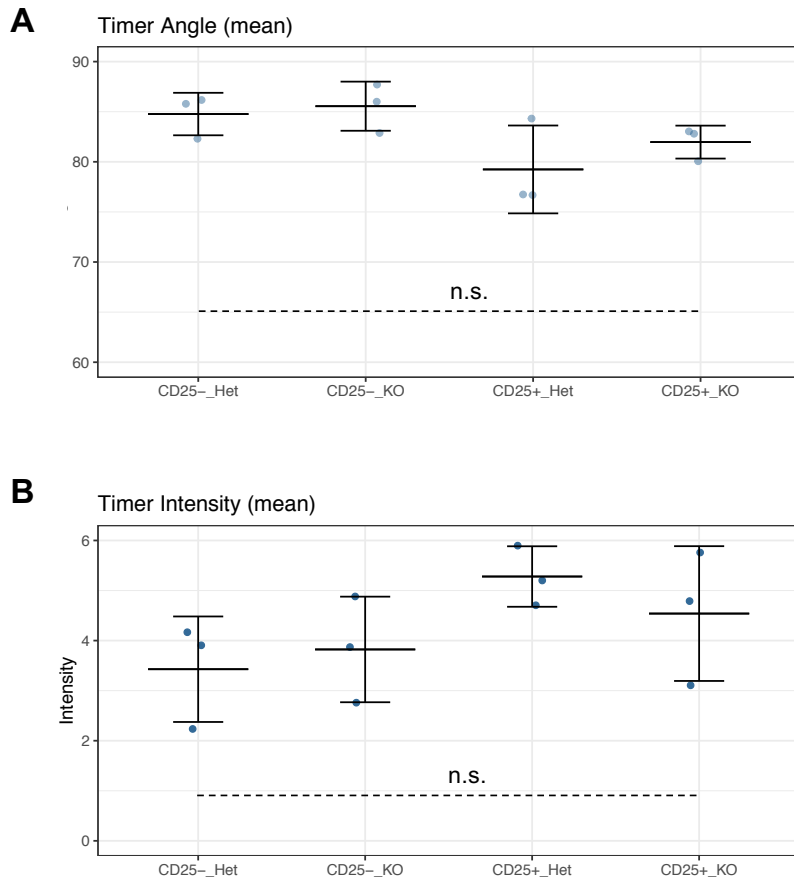 A
Timer Angle (mean)
90
80
70
60
n.s.
CD25−_Het CD25−_KO CD25+_Het CD25+_KO
B
Timer Intensity (mean)
Intensity
6
4
2
0
n.s.
CD25−_Het CD25−_KO CD25+_Het CD25+_KO